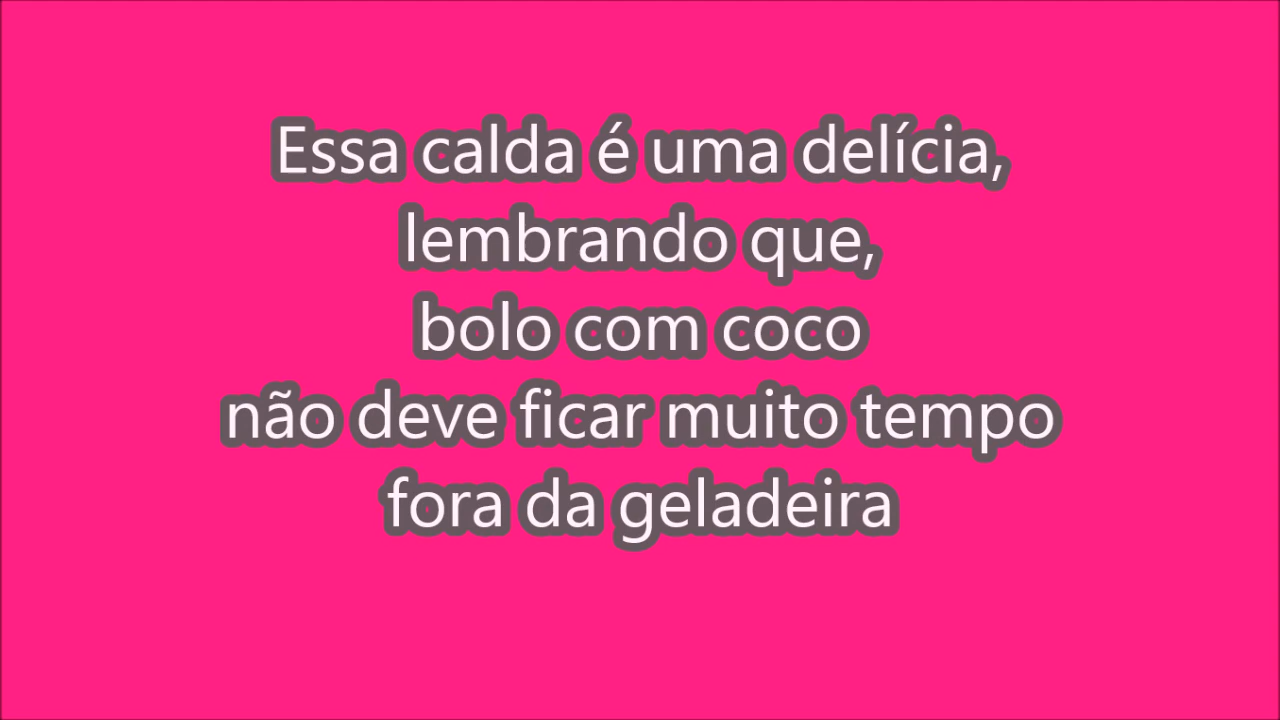 Essa calda é uma delícia,
lembrando que,
bolo com coco
não deve ficar muito tempo
fora da geladeira